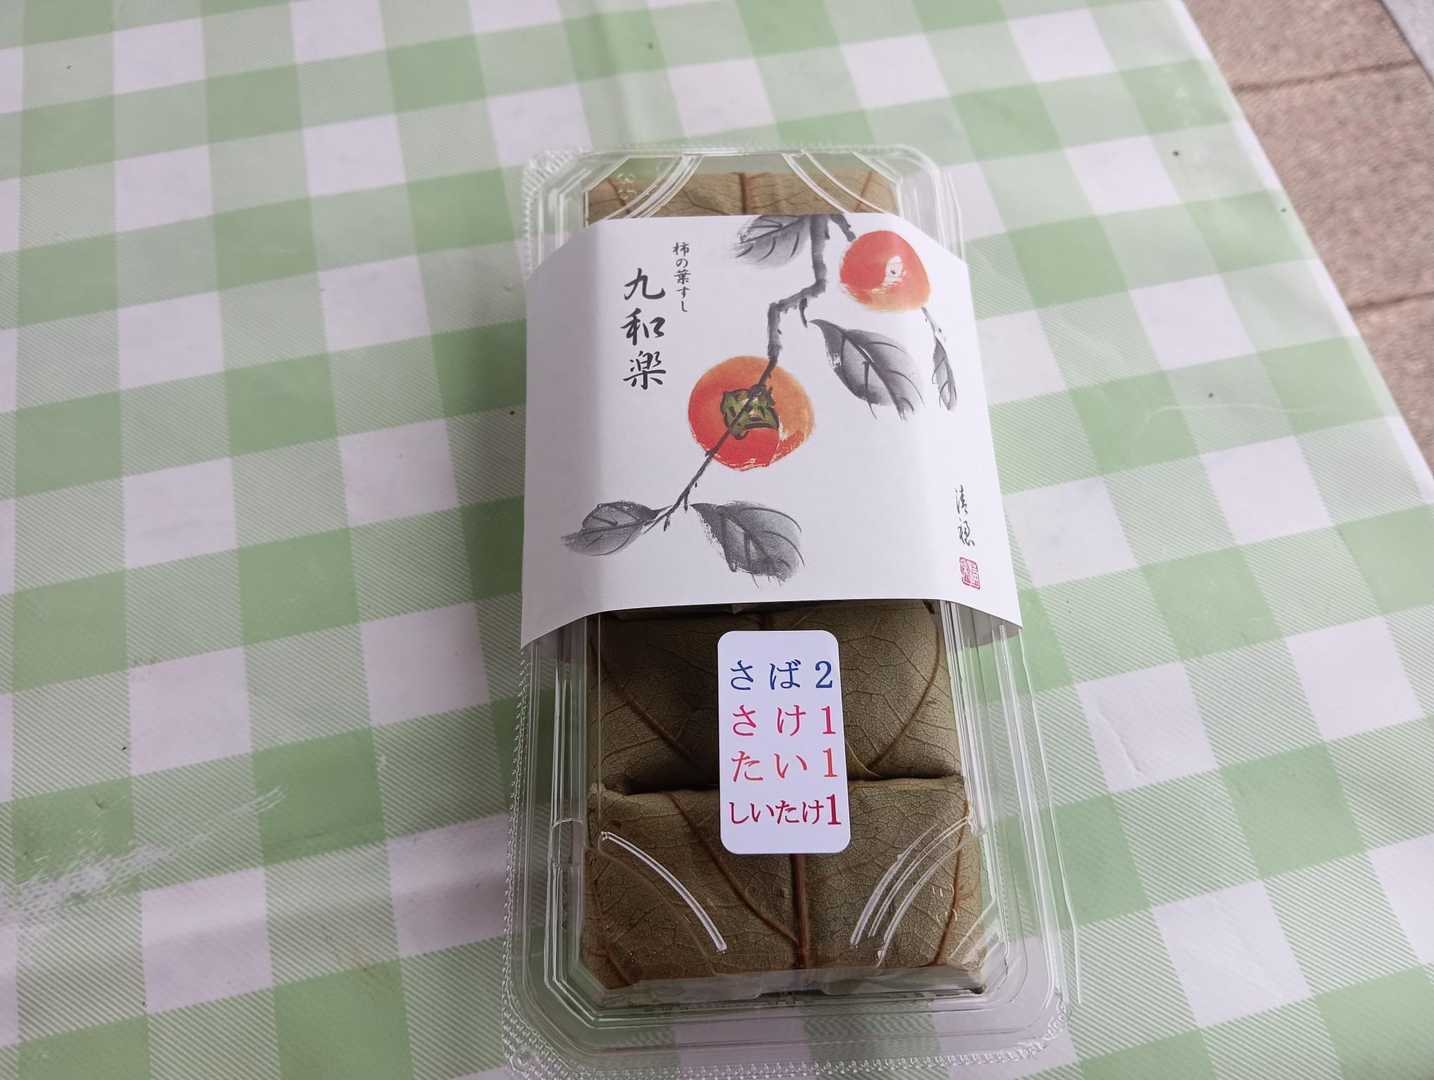 柿の葉すし
九和楽
さば2
さけ1
たい1
しいたけ1